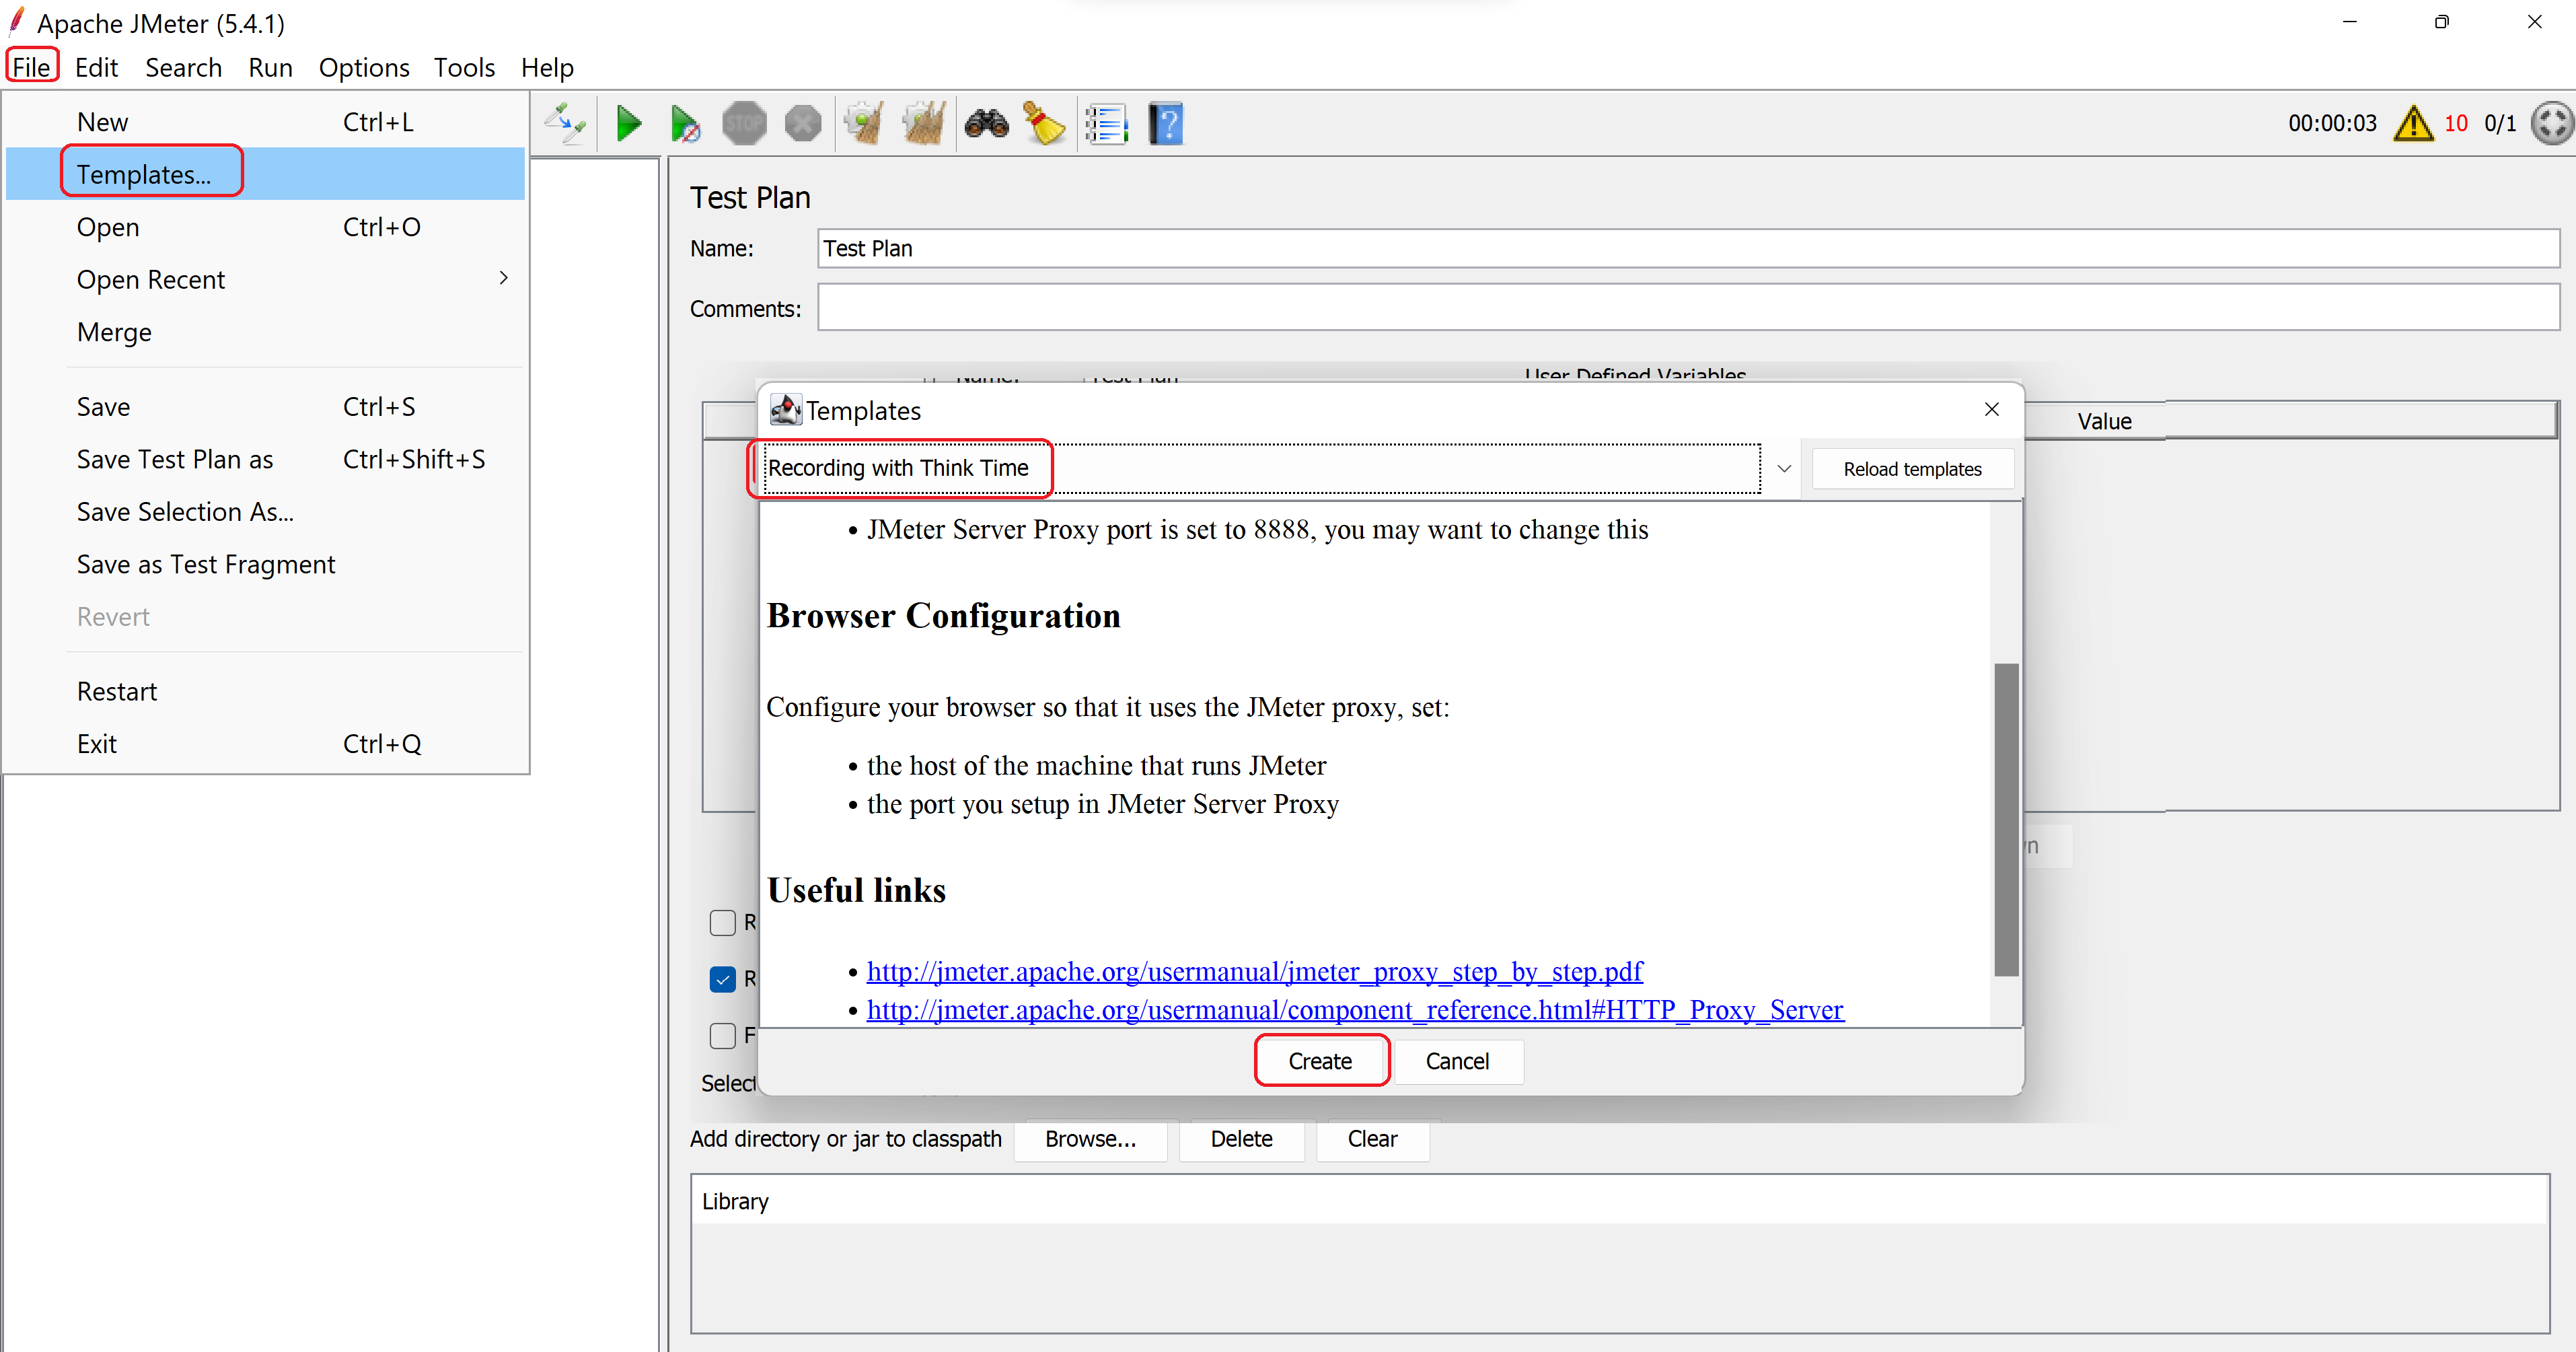 Apache JMeter (5.4.1)
File Edit Search Run Options Tools Help
New Ctrl+L
Templates...
Open Ctrl+O
Open Recent
Merge
Save Ctrl+S
Save Test Plan as Ctrl+Shift+S
Save Selection As...
Save as Test Fragment
Revert
Restart
Exit Ctrl+Q
STOP
00:00:03 10 0/1
Test Plan
Name: Test Plan
Comments:
Name: Test Plan User Defined Variables
Value
Templates
Recording with Think Time
Reload templates
• JMeter Server Proxy port is set to 8888, you may want to change this
Browser Configuration
Configure your browser so that it uses the JMeter proxy, set:
• the host of the machine that runs JMeter
• the port you setup in JMeter Server Proxy
Useful links
• http://jmeter.apache.org/usermanual/jmeter_proxy_step_by_step.pdf
• http://jmeter.apache.org/usermanual/component_reference.html#HTTP_Proxy_Server
Create Cancel
Add directory or jar to classpath Browse... Delete Clear
Library